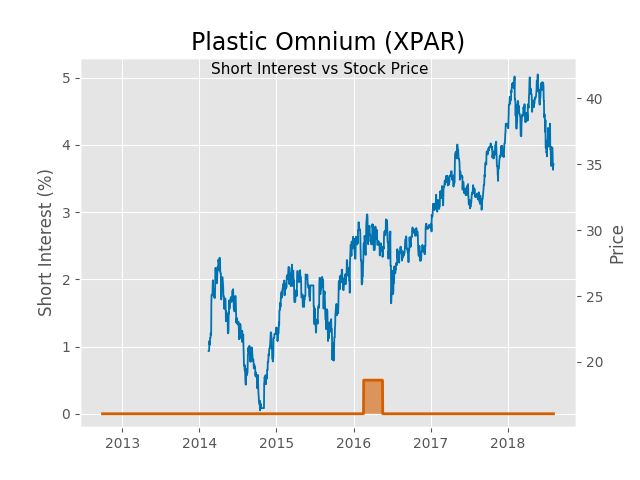 Plastic Omnium (XPAR)
Short Interest vs Stock Price
Short Interest (%)
5
4
3
2
1
0
40
35
30
25
20
Price
2013 2014 2015 2016 2017 2018